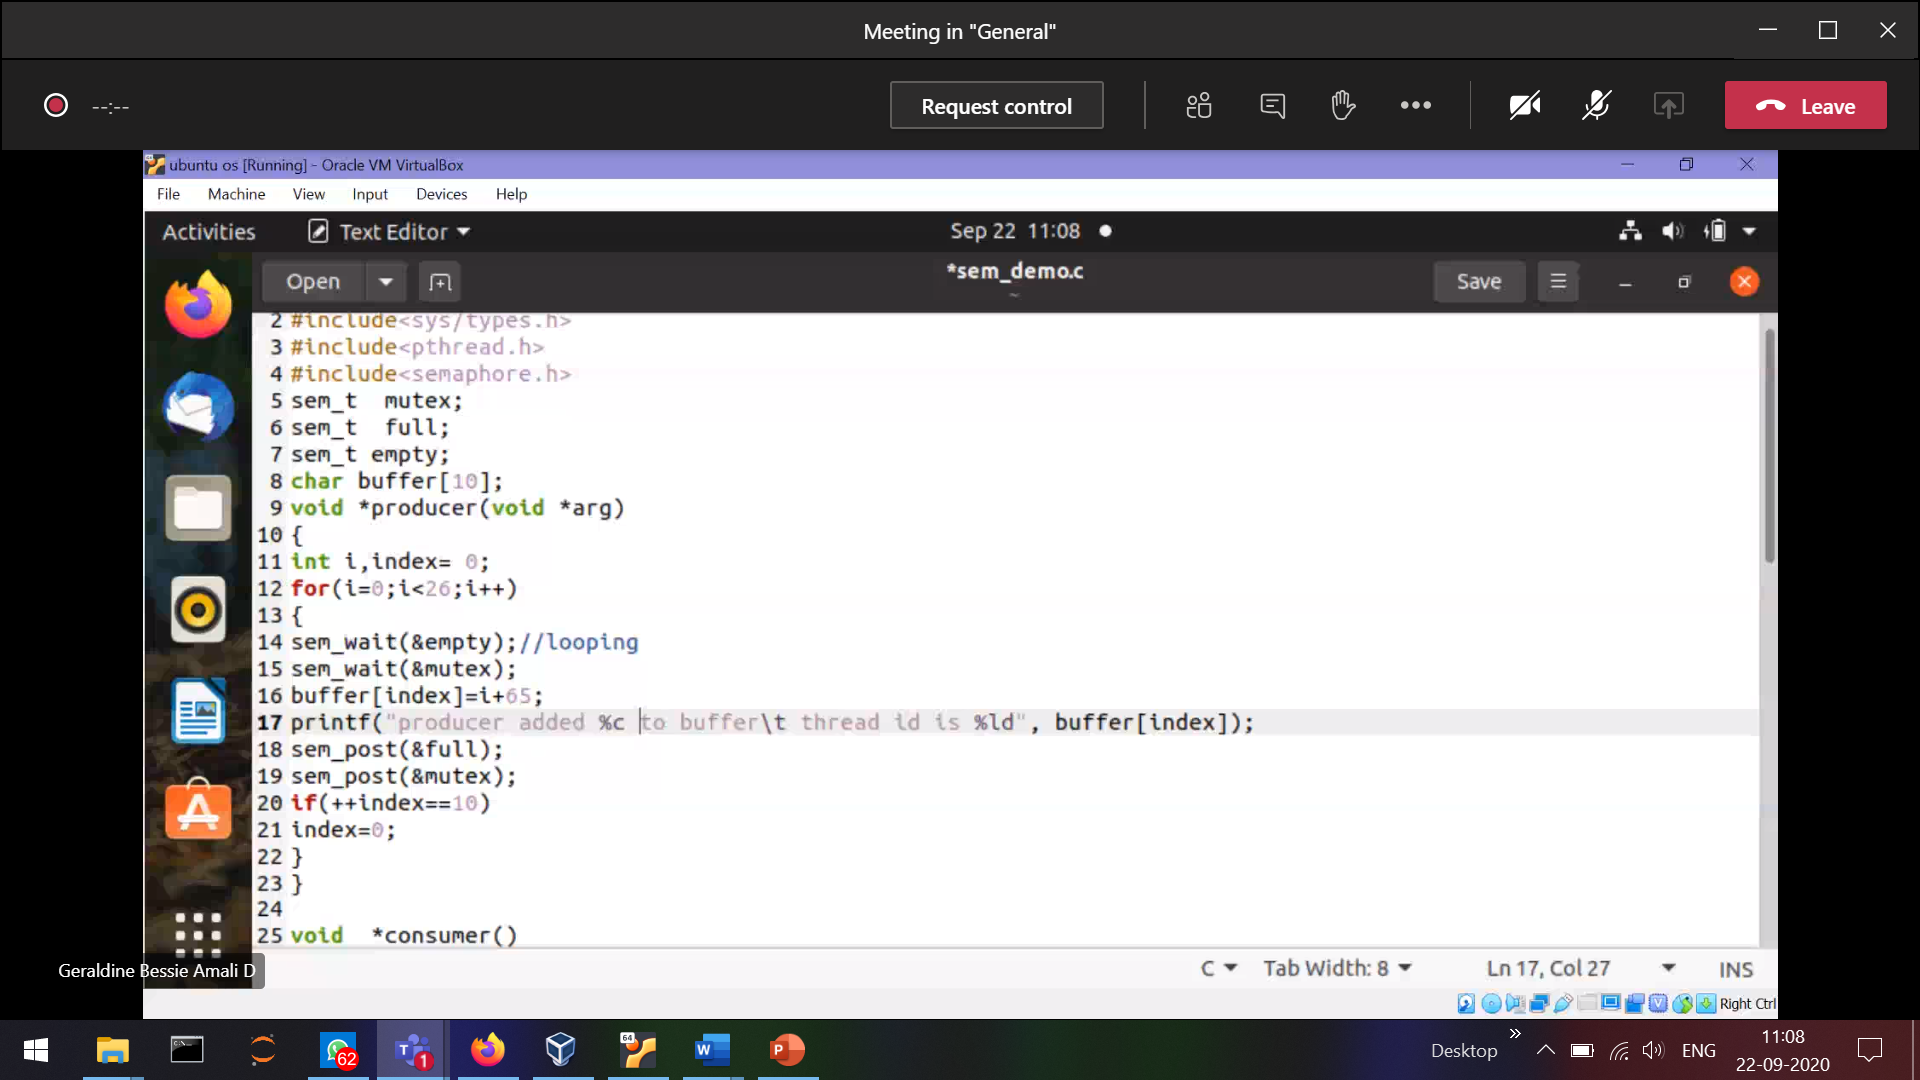 Meeting in "General"
--:--
Request control
Leave
ubuntu os [Running] - Oracle VM VirtualBox
File Machine View Input Devices Help
Activities Text Editor Sep 22 11:08
Open *sem_demo.c Save
~
2 #include<sys/types.h>
3 #include<pthread.h>
4 #include<semaphore.h>
5 sem_t  mutex;
6 sem_t  full;
7 sem_t empty;
8 char buffer[10];
9 void *producer(void *arg)
10 {
11 int i,index= 0;
12 for(i=0;i<26;i++)
13 {
14 sem_wait(&empty);//looping
15 sem_wait(&mutex);
16 buffer[index]=i+65;
17 printf("producer added %c to buffer\t thread id is %ld", buffer[index]);
18 sem_post(&full);
19 sem_post(&mutex);
20 if(++index==10)
21 index=0;
22 }
23 }
24
25 void  *consumer()
Geraldine Bessie Amali D
C Tab Width: 8 Ln 17, Col 27 INS
Right Ctrl
64
62
T
1
W
P
Desktop
ENG
11:08
22-09-2020